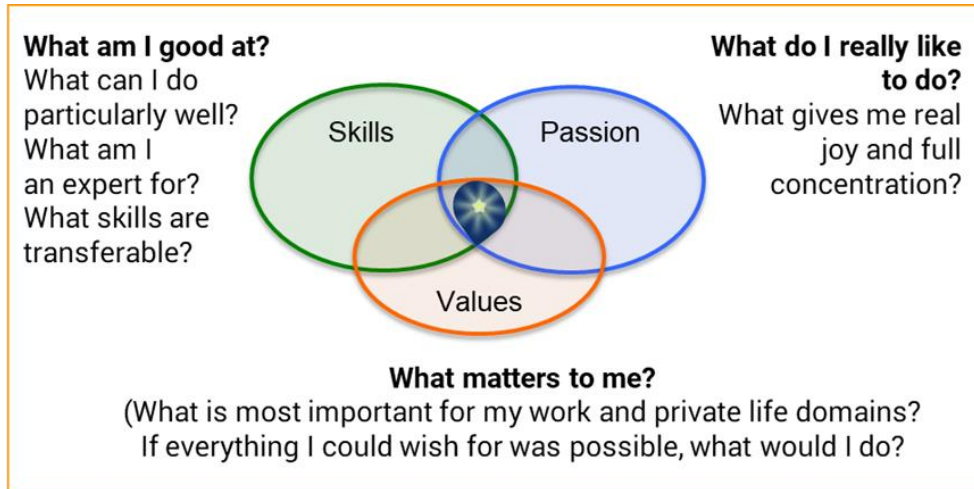 What am I good at?
What can I do
particularly well?
What am I
an expert for?
What skills are
transferable?
What do I really like
to do?
What gives me real
joy and full
concentration?
Skills
Passion
Values
What matters to me?
(What is most important for my work and private life domains?
If everything I could wish for was possible, what would I do?